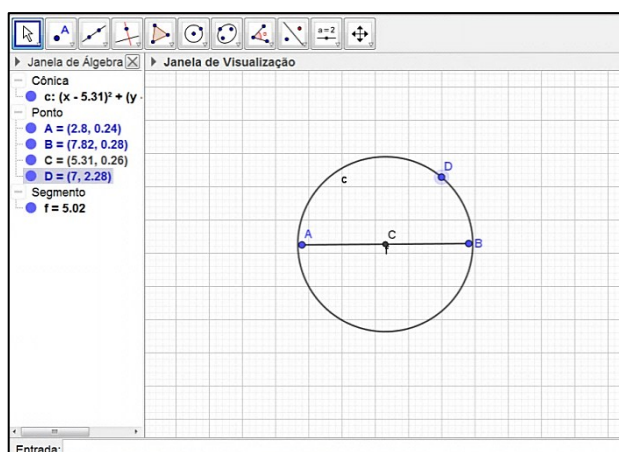 A
α
a=2
Janela de Álgebra
Janela de Visualização
Cônica
c: (x - 5.31)² + (y
Ponto
A = (2.8, 0.24)
B = (7.82, 0.28)
C = (5.31, 0.26)
D = (7, 2.28)
Segmento
f = 5.02
c
D
A
C
B
f
Entrada: